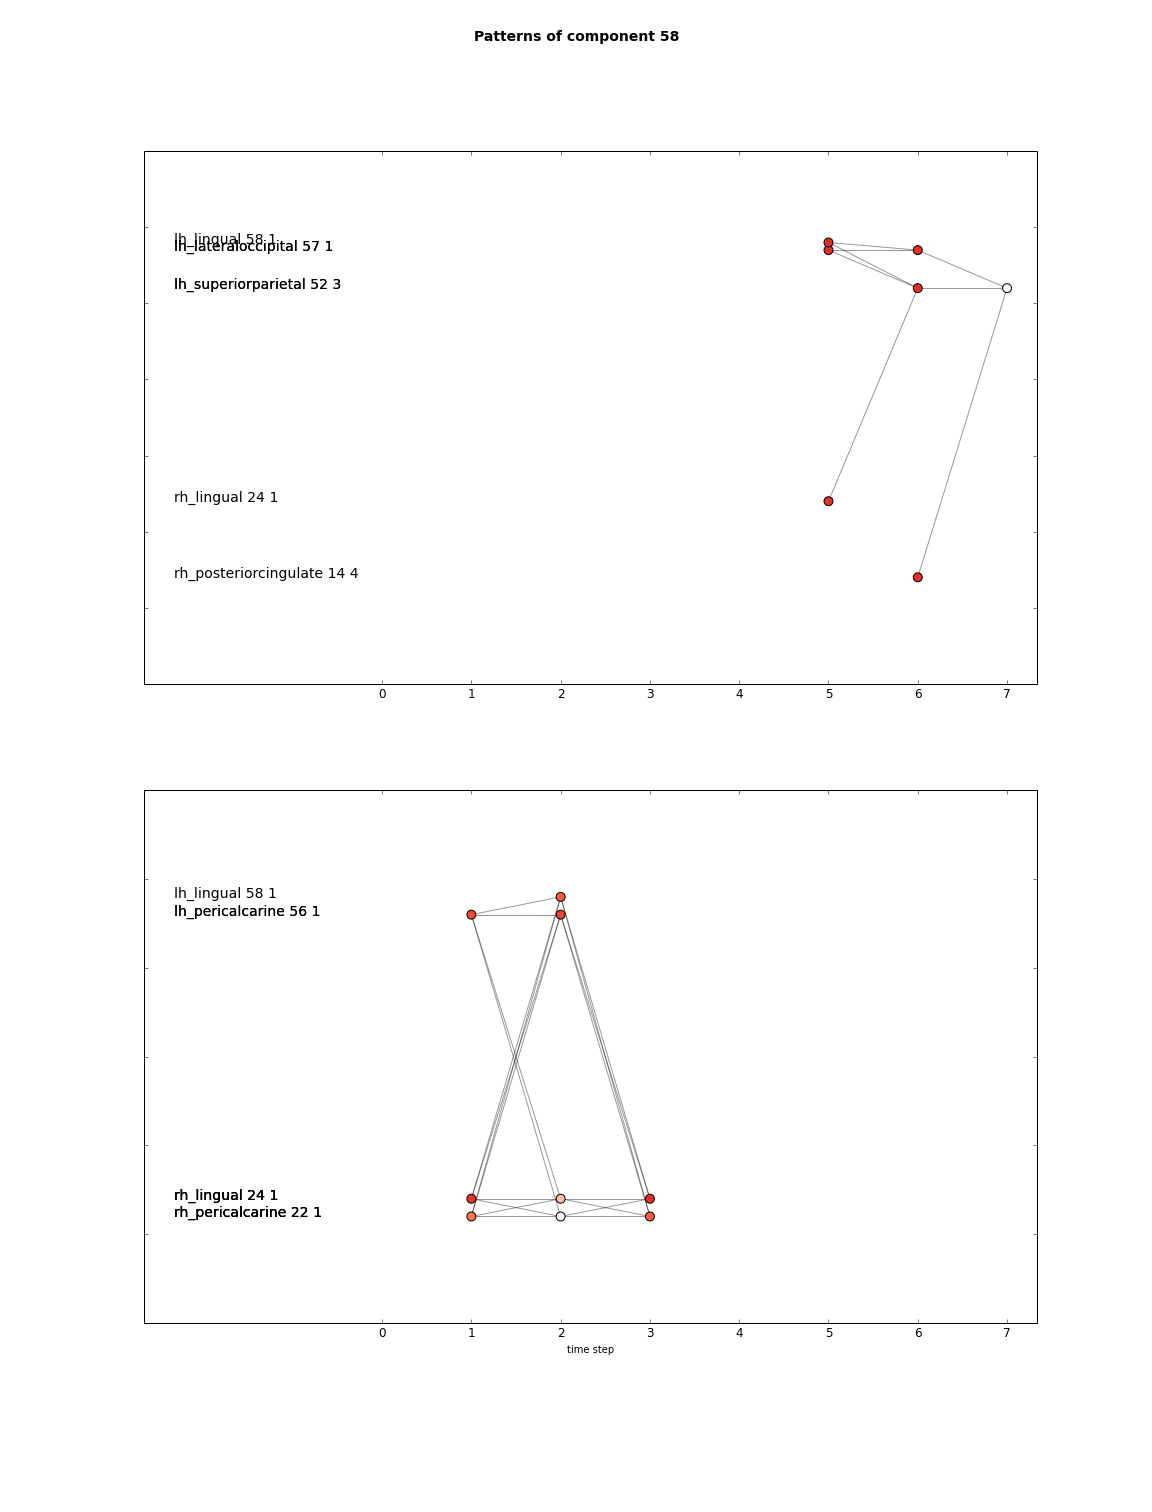 Patterns of component 58
lh_lingual 58 1
lh_lateraloccipital 57 1
lh_superiorparietal 52 3
rh_lingual 24 1
rh_posteriorcingulate 14 4
0 1 2 3 4 5 6 7
lh_lingual 58 1
lh_pericalcarine 56 1
rh_lingual 24 1
rh_pericalcarine 22 1
0 1 2 3 4 5 6 7
time step